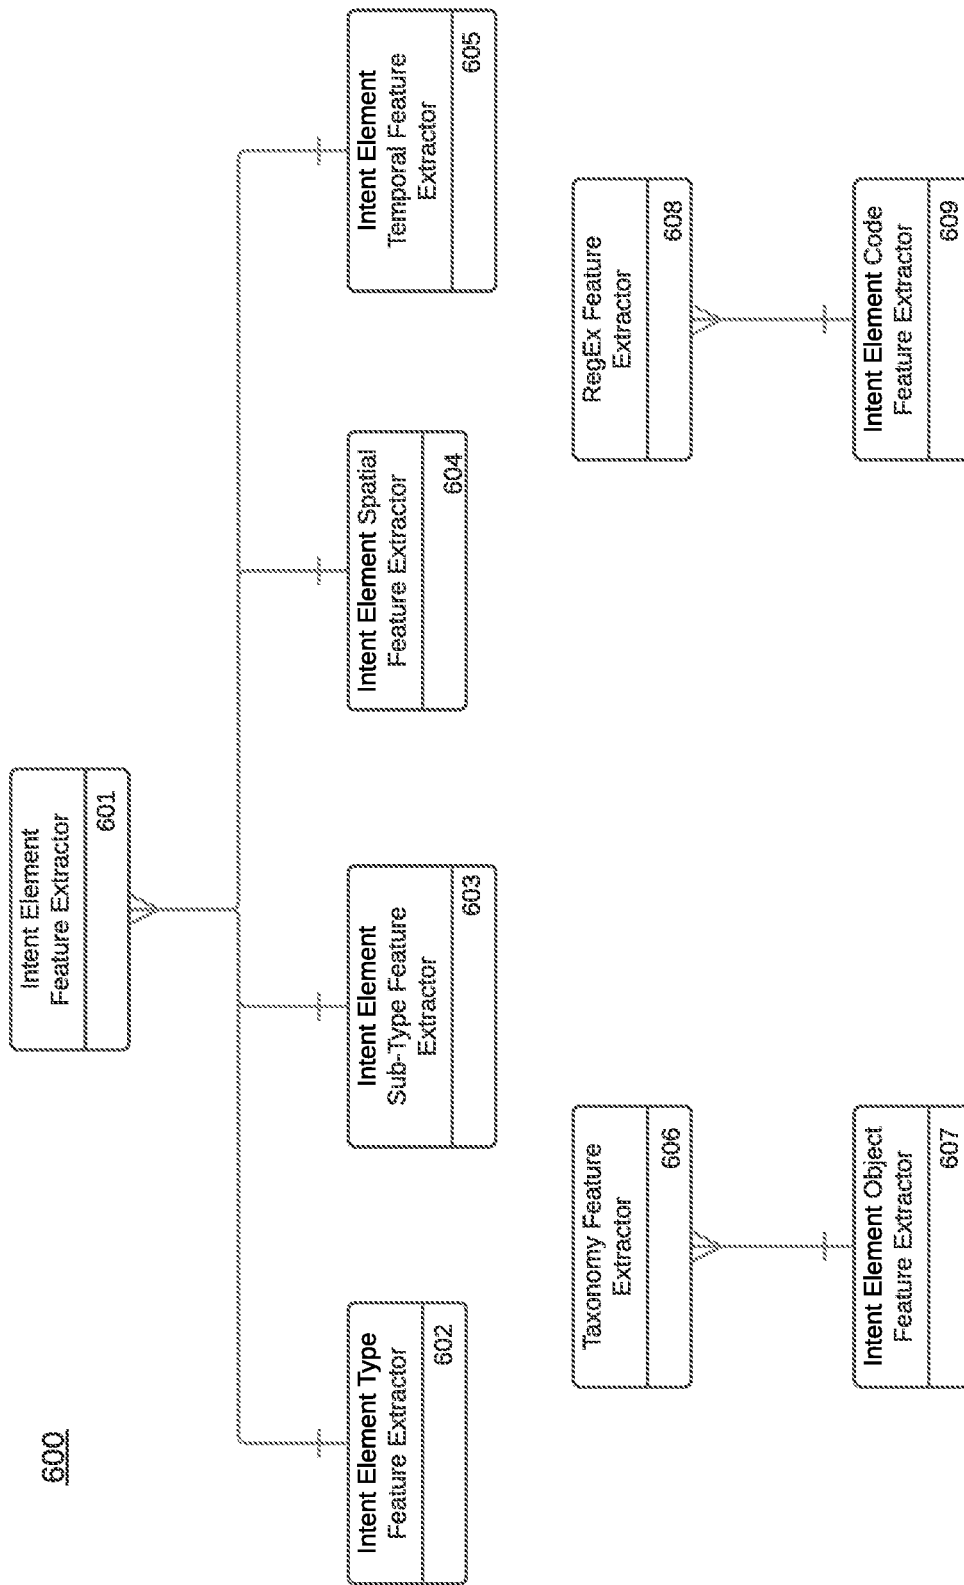 600
Intent Element
Feature Extractor
601
Intent Element Type
Feature Extractor
602
Intent Element
Sub-Type Feature
Extractor
603
Intent Element Spatial
Feature Extractor
604
Intent Element
Temporal Feature
Extractor
605
Taxonomy Feature
Extractor
606
Intent Element Object
Feature Extractor
607
RegEx Feature
Extractor
608
Intent Element Code
Feature Extractor
609